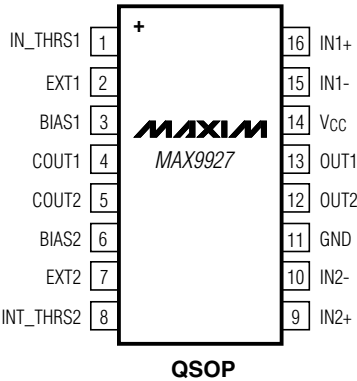 +
IN_THRS1 1 16 IN1+
EXT1 2 15 IN1-
BIAS1 3 MAXIM 14 VCC
COUT1 4 MAX9927 13 OUT1
COUT2 5 12 OUT2
BIAS2 6 11 GND
EXT2 7 10 IN2-
INT_THRS2 8 9 IN2+
QSOP